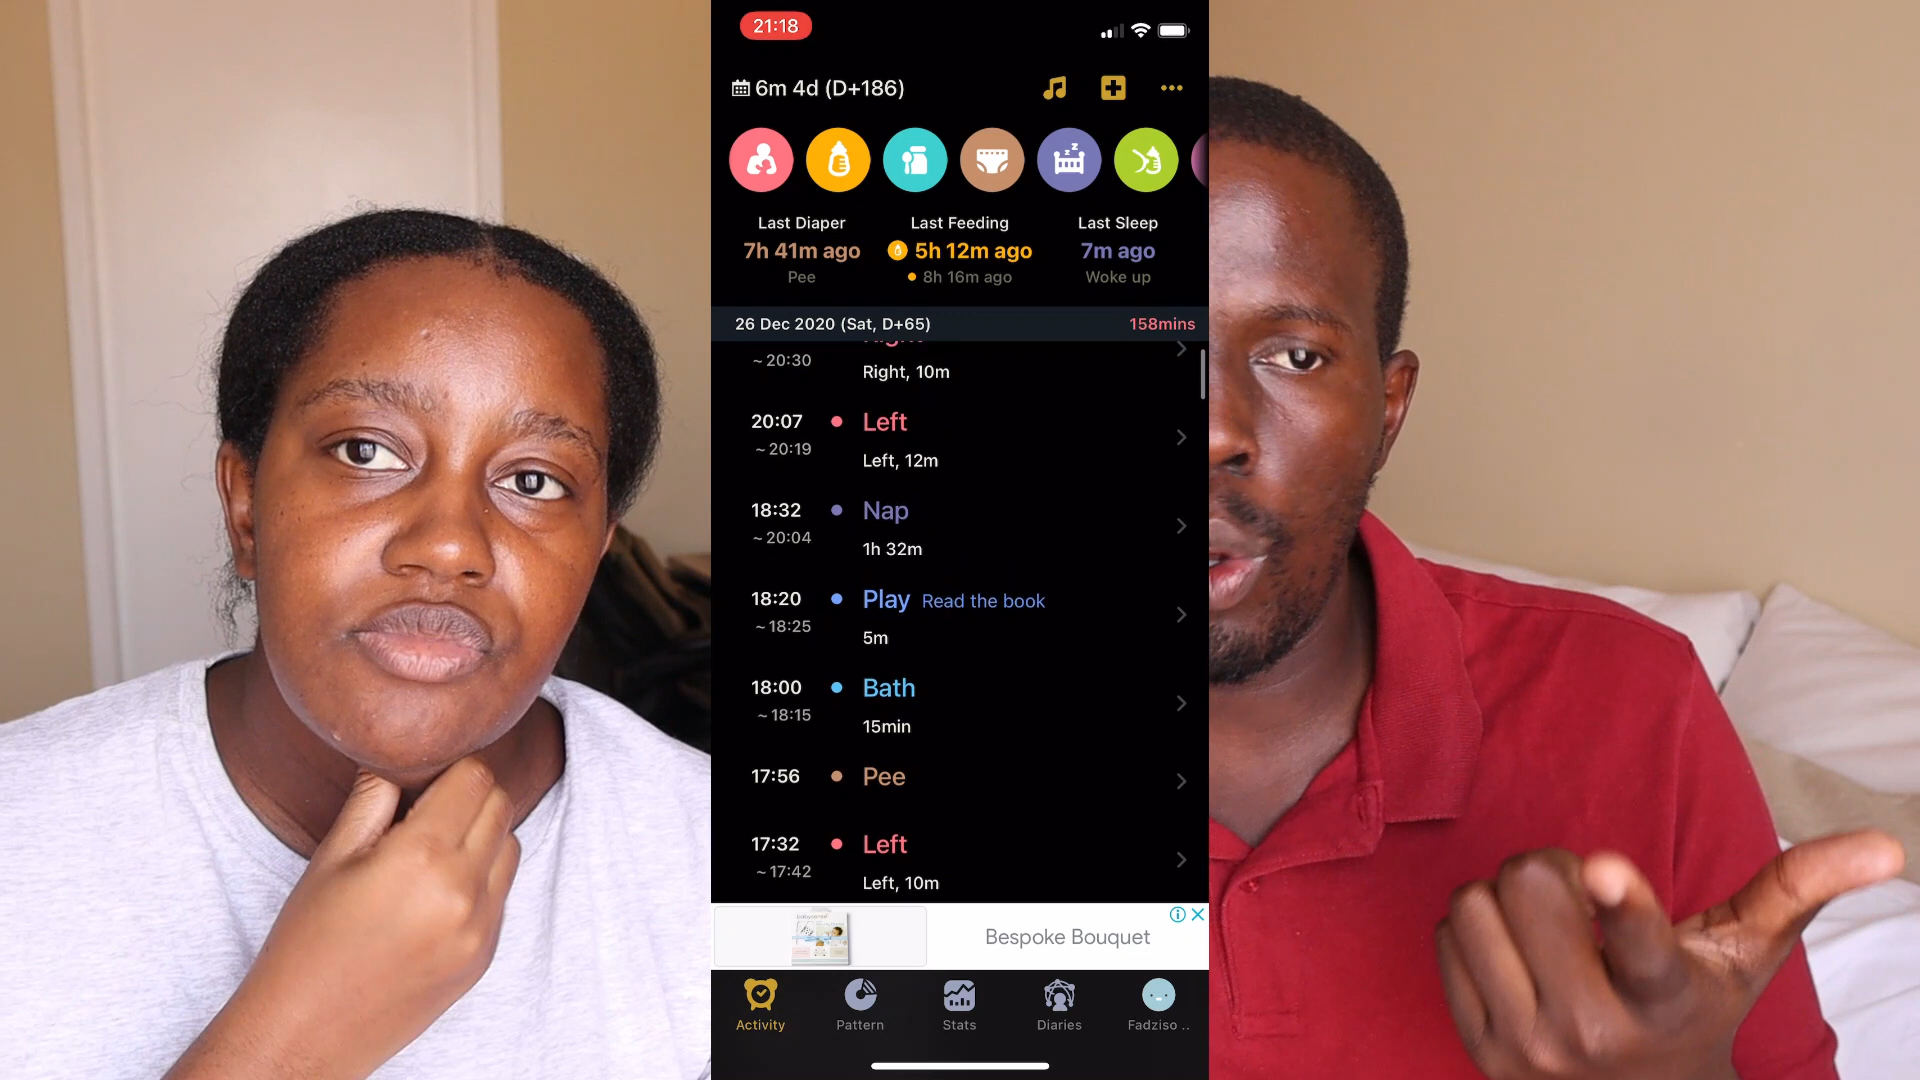 21:18
6m 4d (D+186)
Last Diaper
7h 41m ago
Pee
Last Feeding
5h 12m ago
8h 16m ago
Last Sleep
7m ago
Woke up
26 Dec 2020 (Sat, D+65) 158mins
~ 20:30
Right, 10m
20:07 Left
~ 20:19
Left, 12m
18:32 Nap
~ 20:04
1h 32m
18:20 Play Read the book
~ 18:25
5m
18:00 Bath
~ 18:15
15min
17:56 Pee
17:32 Left
~ 17:42
Left, 10m
Bespoke Bouquet
Activity Pattern Stats Diaries Fadziso ..